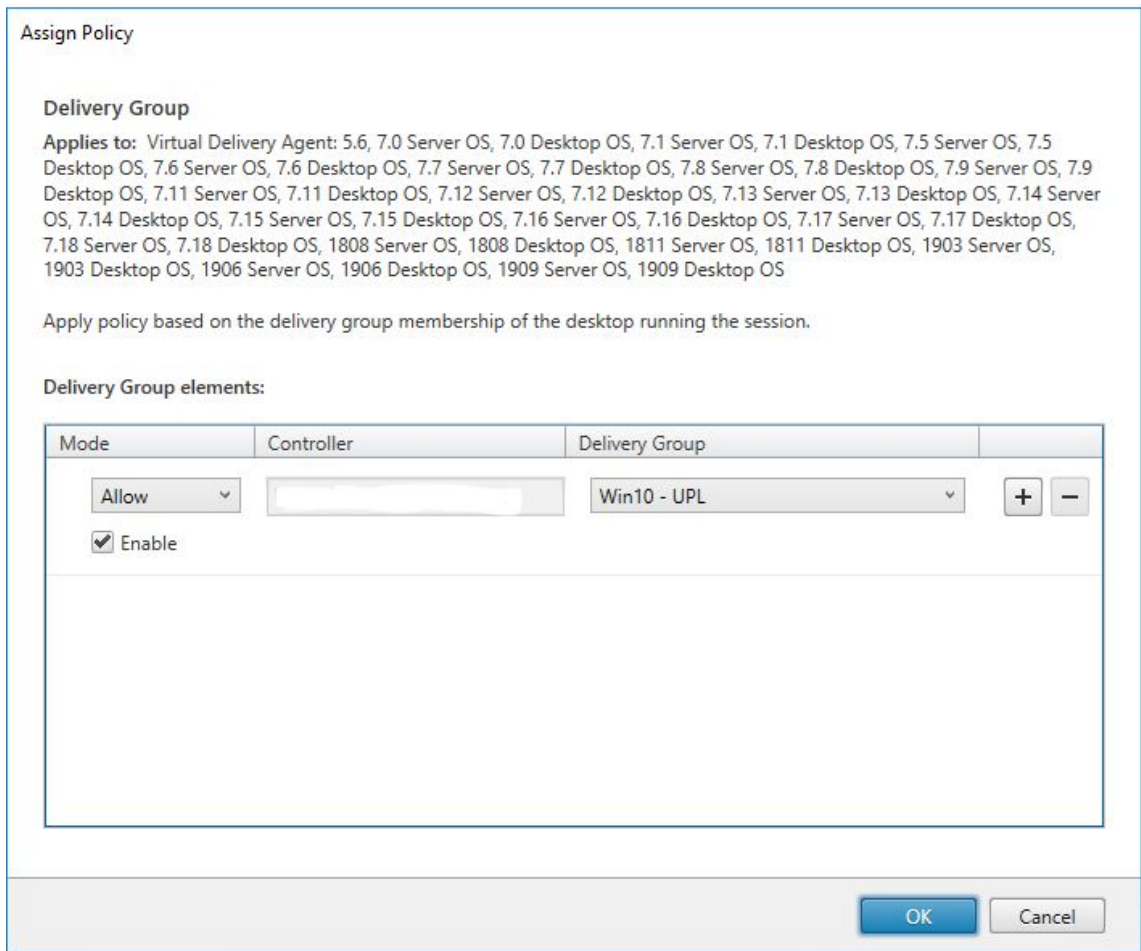 Assign Policy
Delivery Group
Applies to: Virtual Delivery Agent: 5.6, 7.0 Server OS, 7.0 Desktop OS, 7.1 Server OS, 7.1 Desktop OS, 7.5 Server OS, 7.5
Desktop OS, 7.6 Server OS, 7.6 Desktop OS, 7.7 Server OS, 7.7 Desktop OS, 7.8 Server OS, 7.8 Desktop OS, 7.9 Server OS, 7.9
Desktop OS, 7.11 Server OS, 7.11 Desktop OS, 7.12 Server OS, 7.12 Desktop OS, 7.13 Server OS, 7.13 Desktop OS, 7.14 Server
OS, 7.14 Desktop OS, 7.15 Server OS, 7.15 Desktop OS, 7.16 Server OS, 7.16 Desktop OS, 7.17 Server OS, 7.17 Desktop OS,
7.18 Server OS, 7.18 Desktop OS, 1808 Server OS, 1808 Desktop OS, 1811 Server OS, 1811 Desktop OS, 1903 Server OS,
1903 Desktop OS, 1906 Server OS, 1906 Desktop OS, 1909 Server OS, 1909 Desktop OS
Apply policy based on the delivery group membership of the desktop running the session.
Delivery Group elements:
Mode Controller Delivery Group
Allow Win10 - UPL + −
Enable
OK Cancel